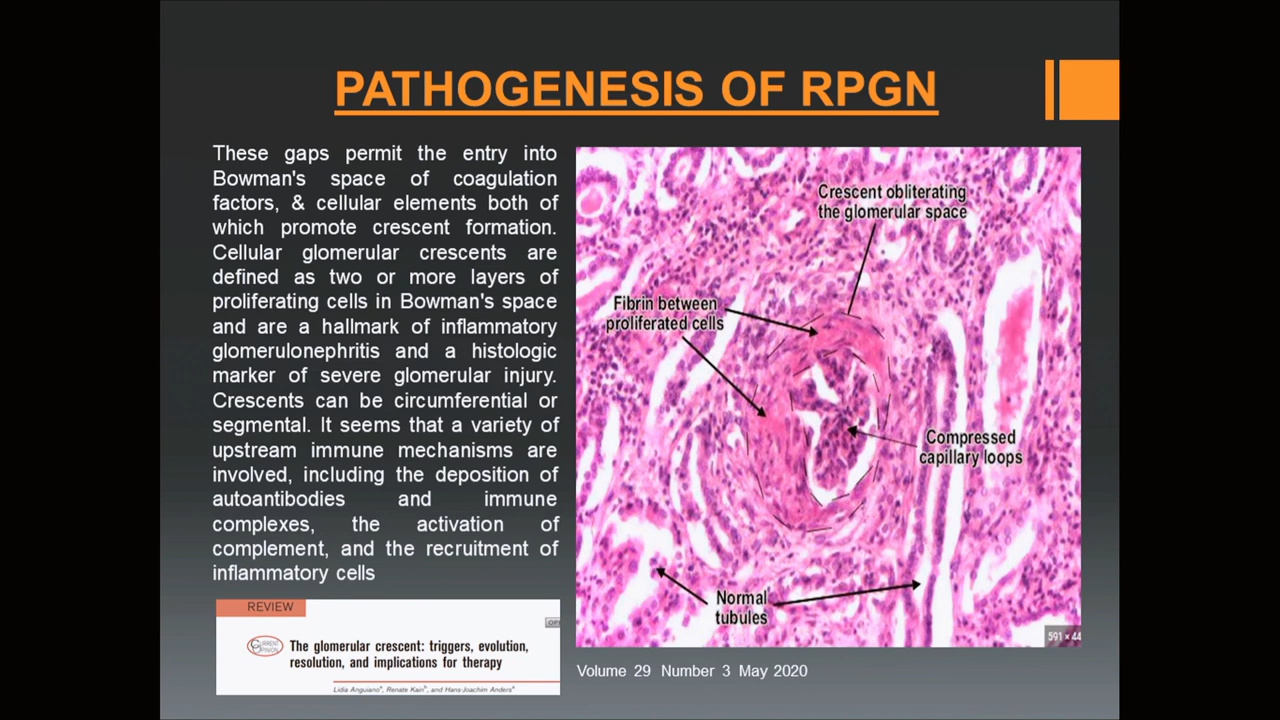 PATHOGENESIS OF RPGN
These gaps permit the entry into
Bowman's space of coagulation
factors, & cellular elements both of
which promote crescent formation.
Cellular glomerular crescents are
defined as two or more layers of
proliferating cells in Bowman's space
and are a hallmark of inflammatory
glomerulonephritis and a histologic
marker of severe glomerular injury.
Crescents can be circumferential or
segmental. It seems that a variety of
upstream immune mechanisms are
involved, including the deposition of
autoantibodies and immune
complexes, the activation of
complement, and the recruitment of
inflammatory cells
Crescent obliterating
the glomerular space
Fibrin between
proliferated cells
Compressed
capillary loops
Normal
tubules
591 × 44
REVIEW
CURRENT
OPINION
The glomerular crescent: triggers, evolution,
resolution, and implications for therapy
Lidia Anguiano^a, Renate Kain^b, and Hans-Joachim Anders^a
Volume 29 Number 3 May 2020